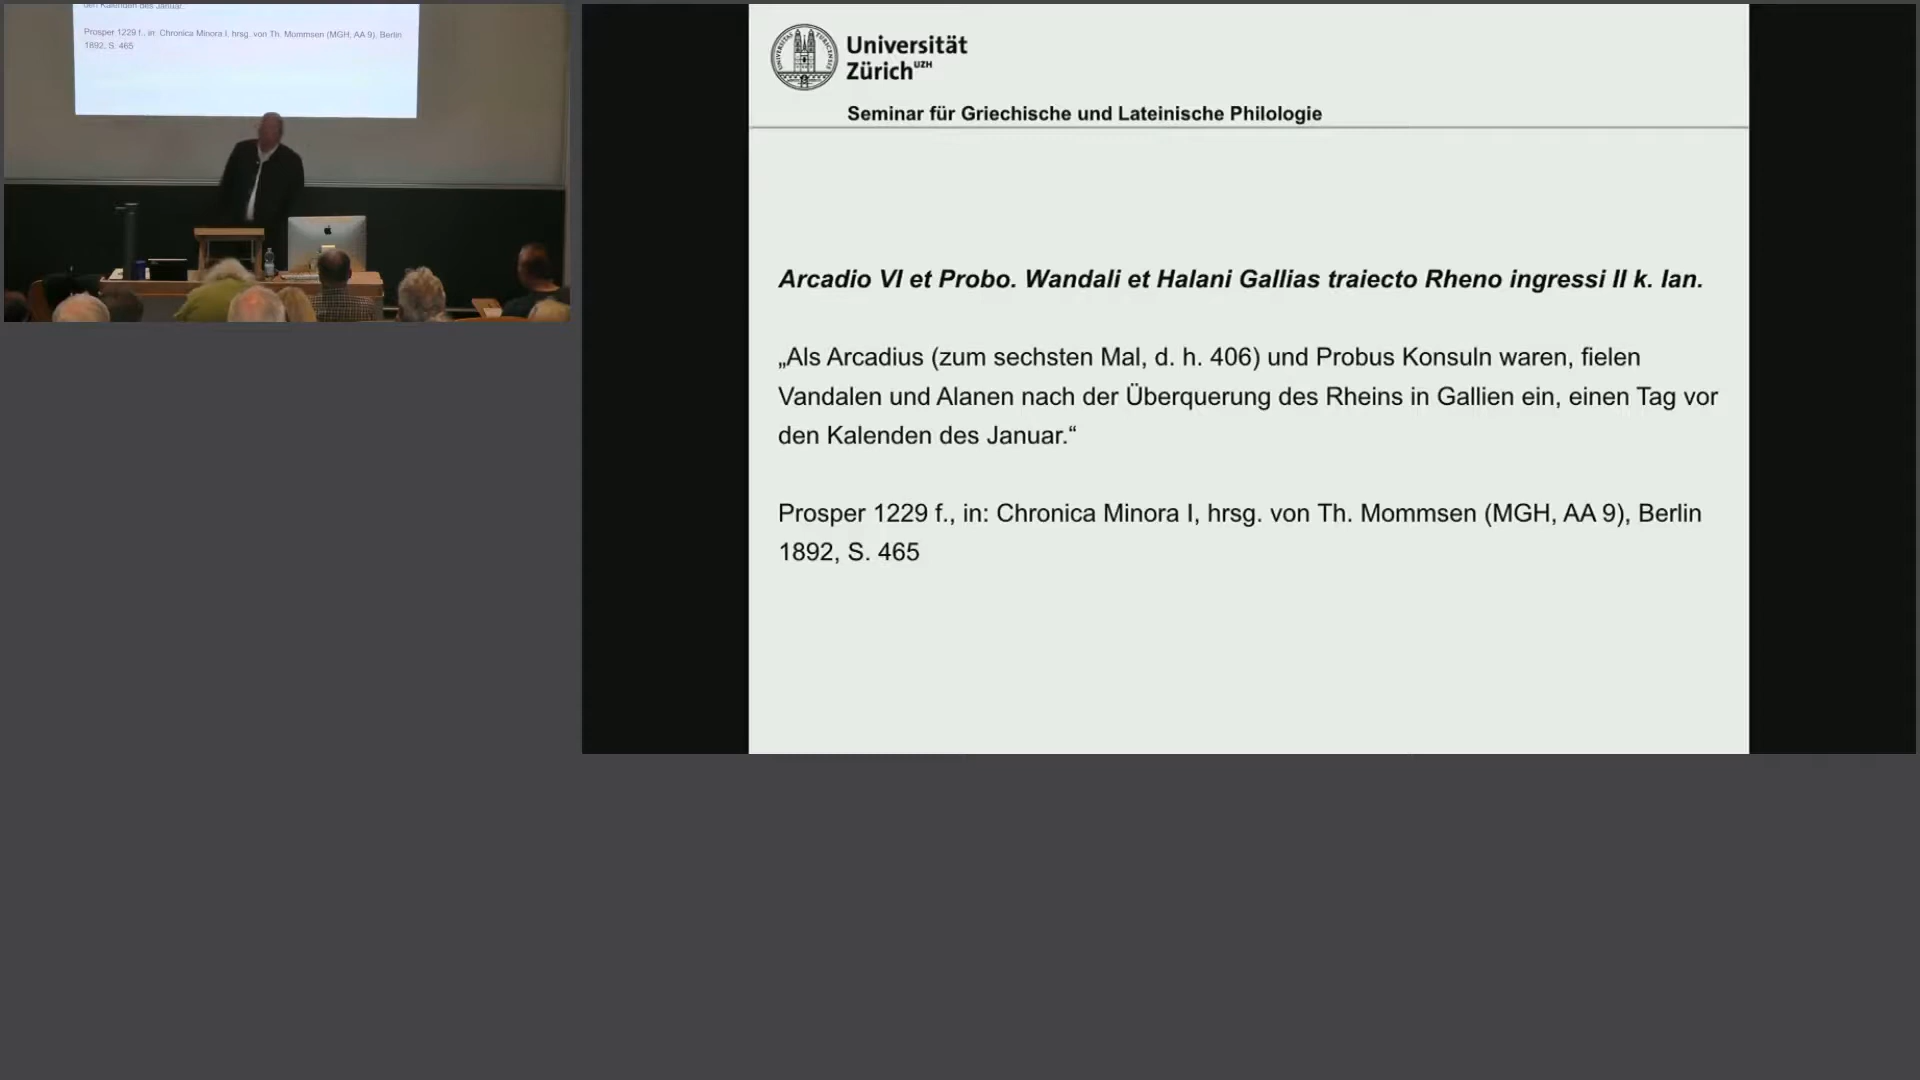 den Kalenden des Januar."
Prosper 1229 f., in: Chronica Minora I, hrsg. von Th. Mommsen (MGH, AA 9), Berlin
1892, S. 465
Universität
Zürich UZH
Seminar für Griechische und Lateinische Philologie
Arcadio VI et Probo. Wandali et Halani Gallias traiecto Rheno ingressi II k. Ian.
„Als Arcadius (zum sechsten Mal, d. h. 406) und Probus Konsuln waren, fielen
Vandalen und Alanen nach der Überquerung des Rheins in Gallien ein, einen Tag vor
den Kalenden des Januar.“
Prosper 1229 f., in: Chronica Minora I, hrsg. von Th. Mommsen (MGH, AA 9), Berlin
1892, S. 465